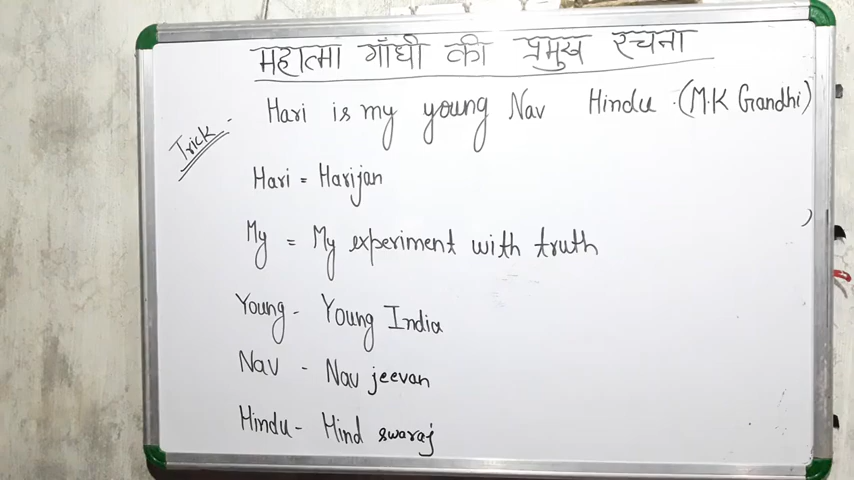 महात्मा गाँधी की प्रमुख रचना
Trick - Hari is my young Nav Hindu . (M.K Gandhi)
Hari = Harijan
My = My experiment with truth
Young - Young India
Nav - Nav jeevan
Hindu - Hind swaraj